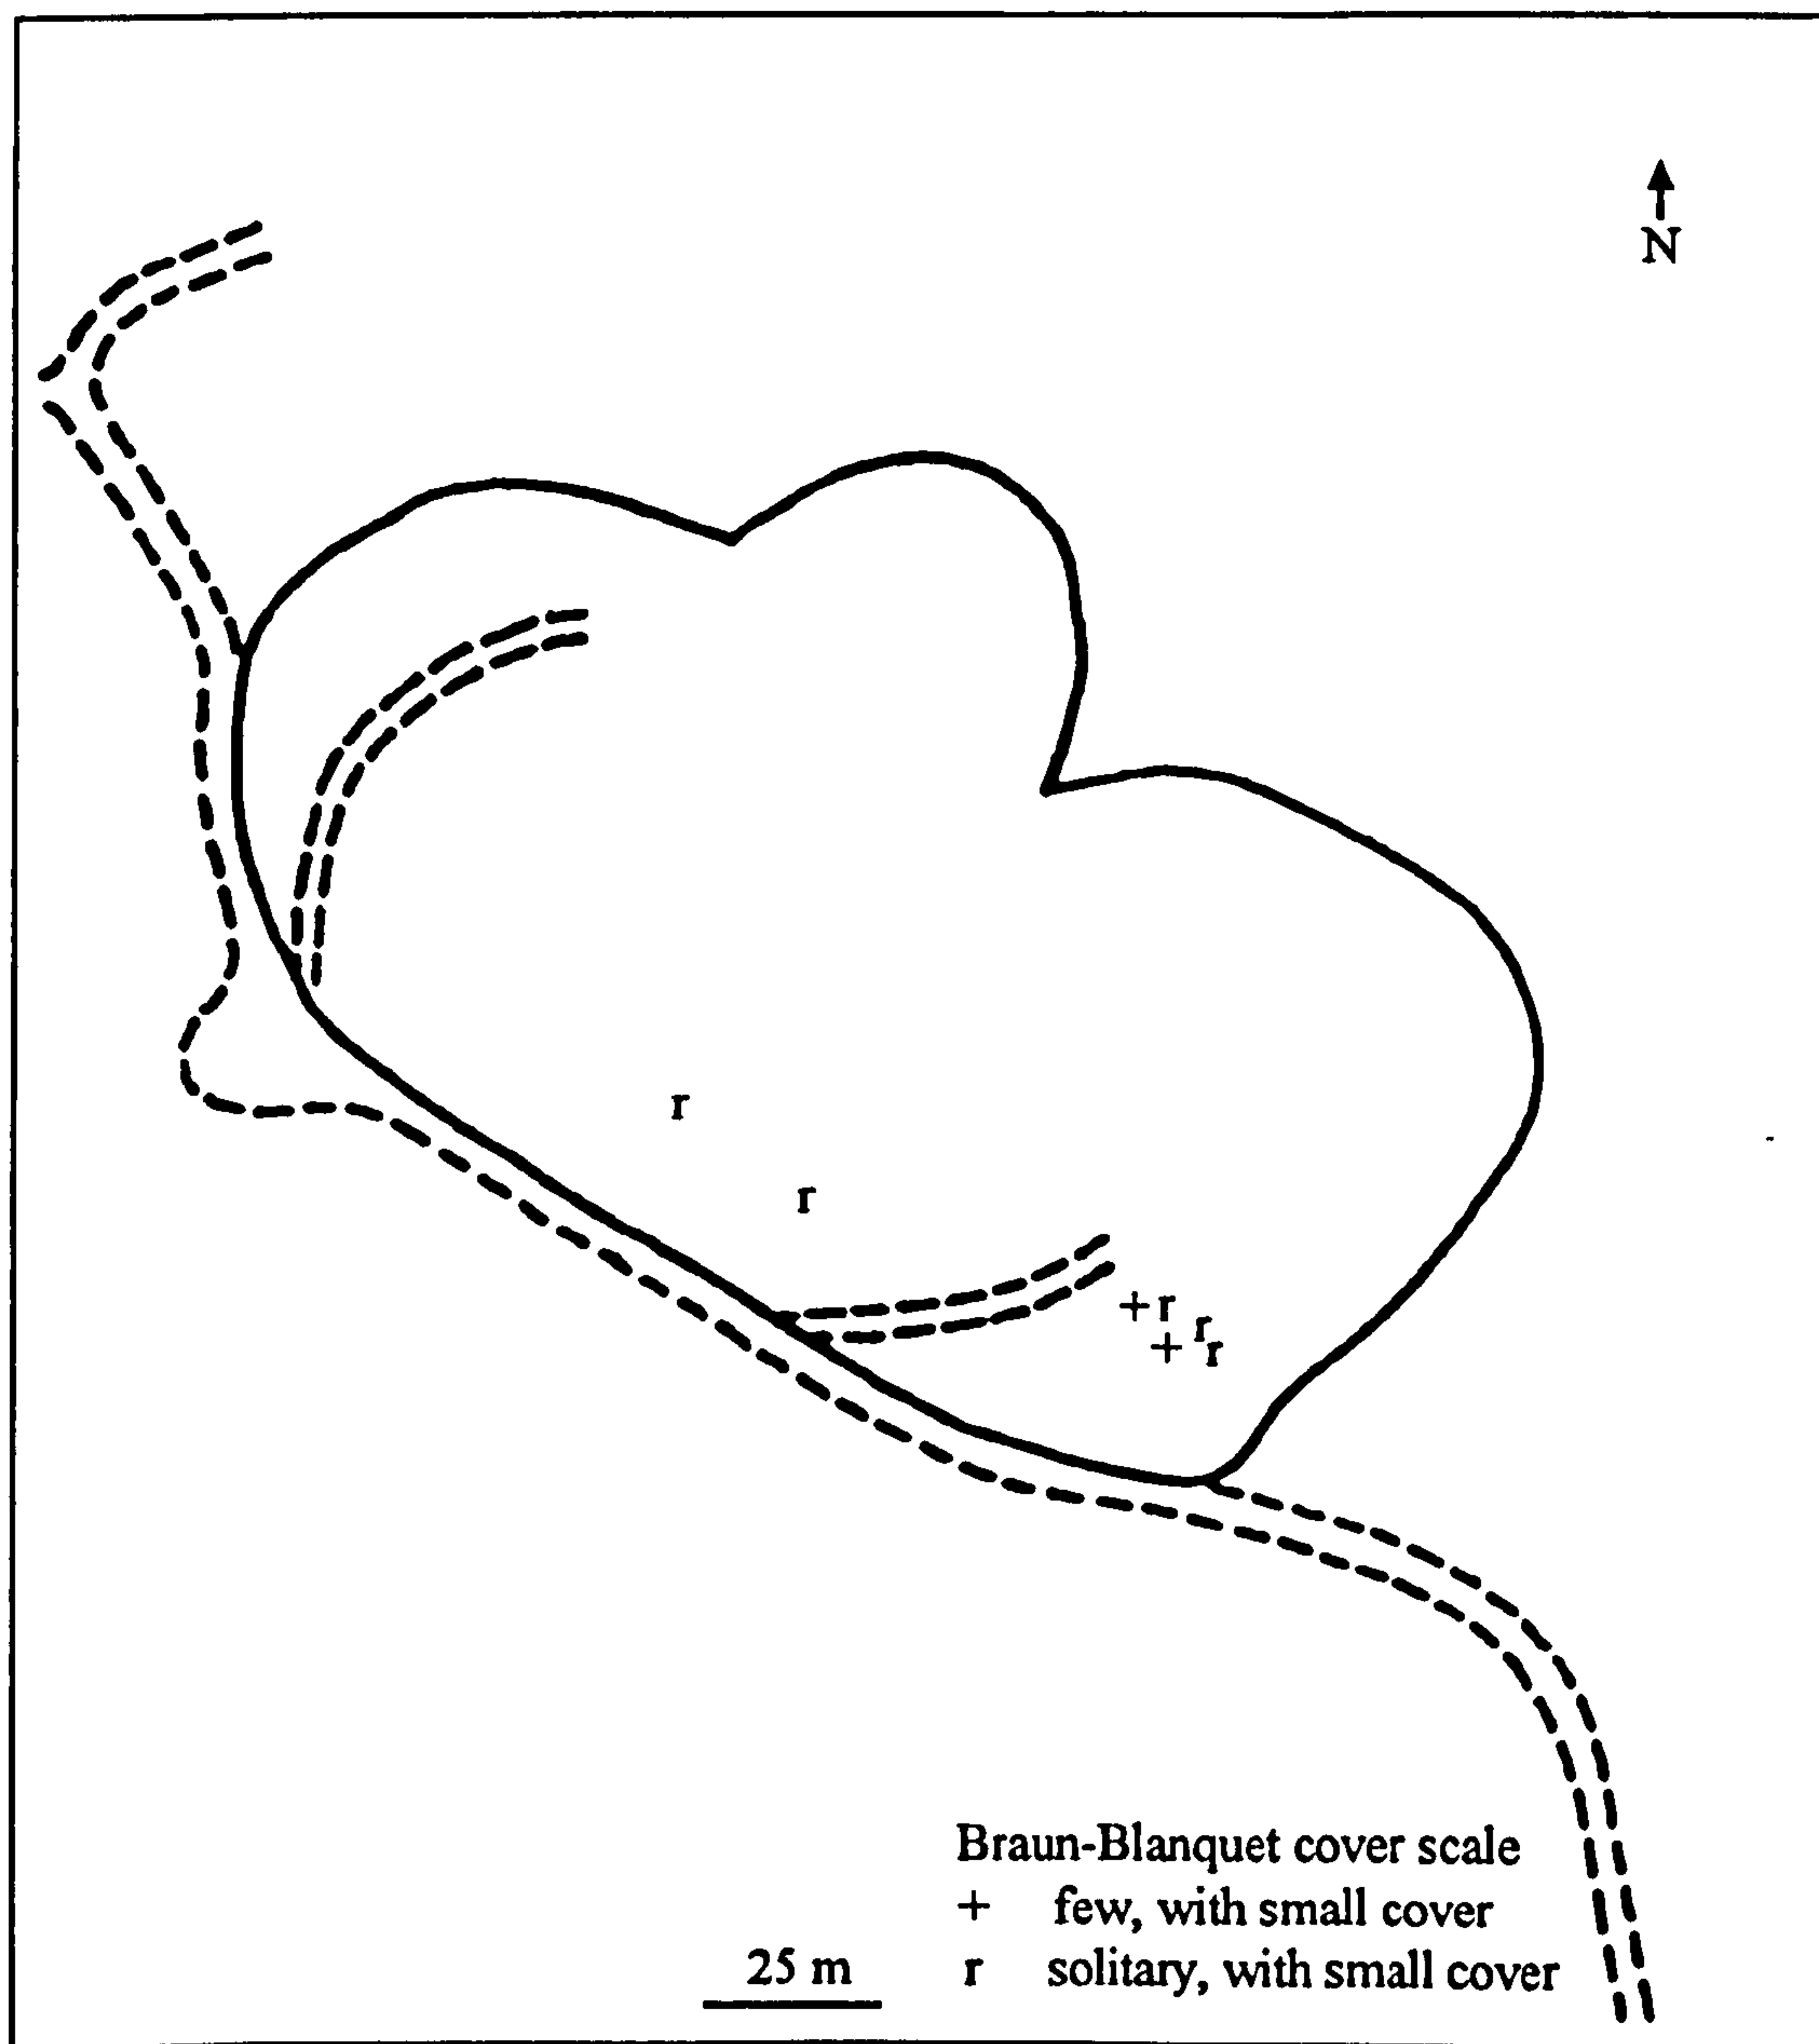 N
r
r
+ r r
+ r
Braun-Blanquet cover scale
+ few, with small cover
25 m r solitary, with small cover